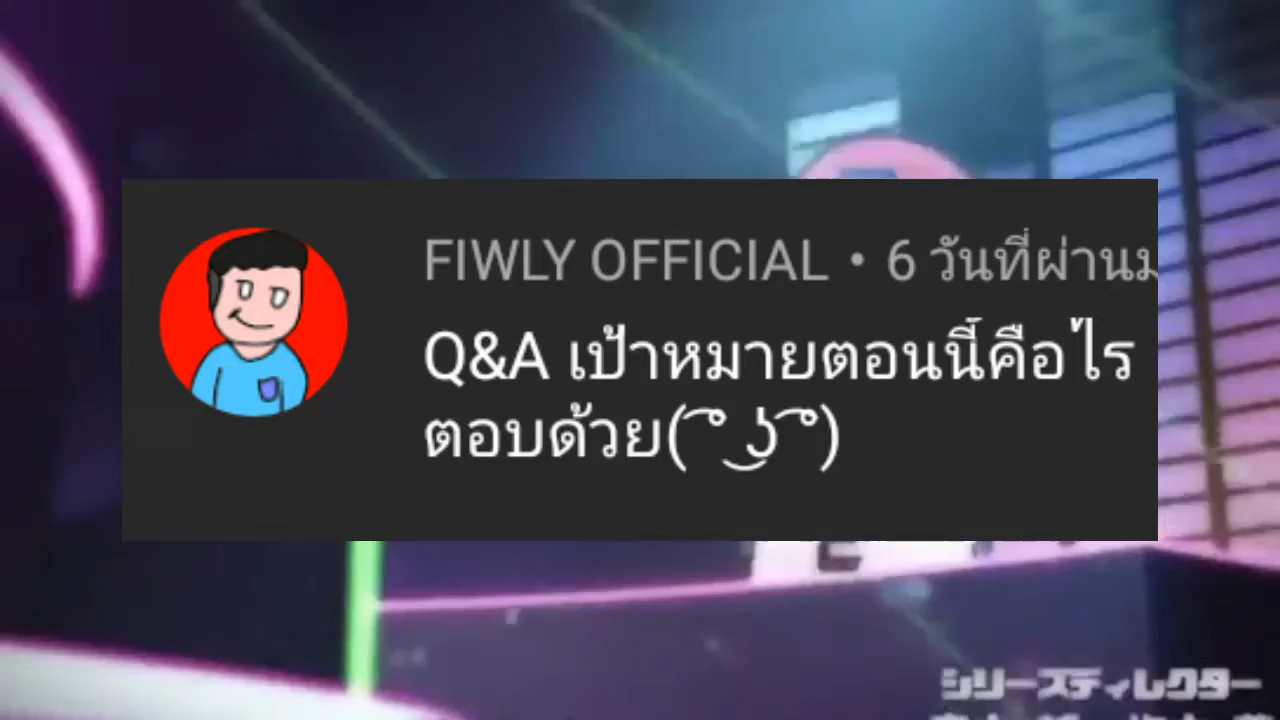 FIWLY OFFICIAL • 6 วันที่ผ่านม
Q&A เป้าหมายตอนนี้คือไร
ตอบด้วย( ͡° ͜ʖ ͡°)
シリーズディレクター